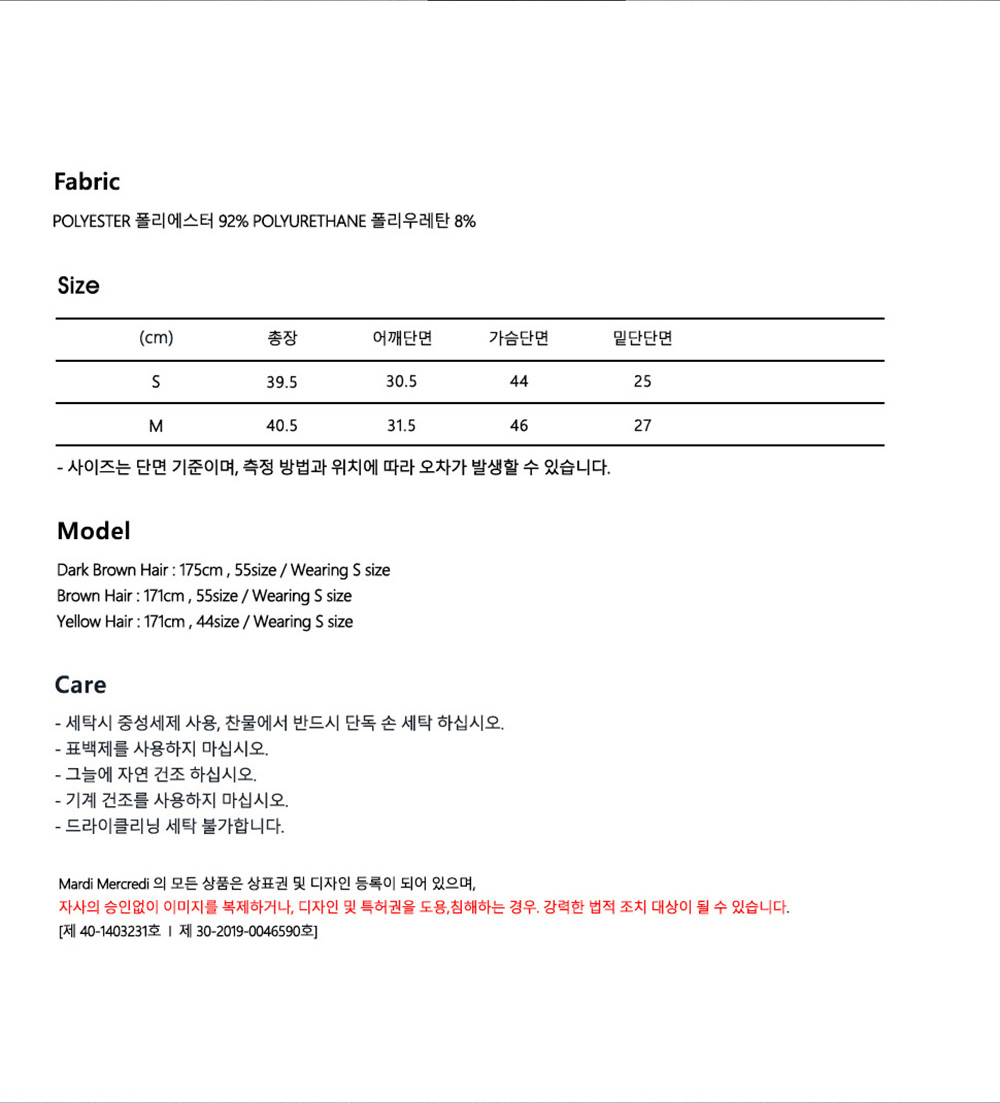 Fabric
POLYESTER 폴리에스터 92% POLYURETHANE 폴리우레탄 8%
Size
(cm) 총장 어깨단면 가슴단면 밑단단면
S 39.5 30.5 44 25
M 40.5 31.5 46 27
- 사이즈는 단면 기준이며, 측정 방법과 위치에 따라 오차가 발생할 수 있습니다.
Model
Dark Brown Hair : 175cm , 55size / Wearing S size
Brown Hair : 171cm , 55size / Wearing S size
Yellow Hair : 171cm , 44size / Wearing S size
Care
- 세탁시 중성세제 사용, 찬물에서 반드시 단독 손 세탁 하십시오.
- 표백제를 사용하지 마십시오.
- 그늘에 자연 건조 하십시오.
- 기계 건조를 사용하지 마십시오.
- 드라이클리닝 세탁 불가합니다.
Mardi Mercredi 의 모든 상품은 상표권 및 디자인 등록이 되어 있으며,
자사의 승인없이 이미지를 복제하거나, 디자인 및 특허권을 도용,침해하는 경우. 강력한 법적 조치 대상이 될 수 있습니다.
[제 40-1403231호 ㅣ 제 30-2019-0046590호]